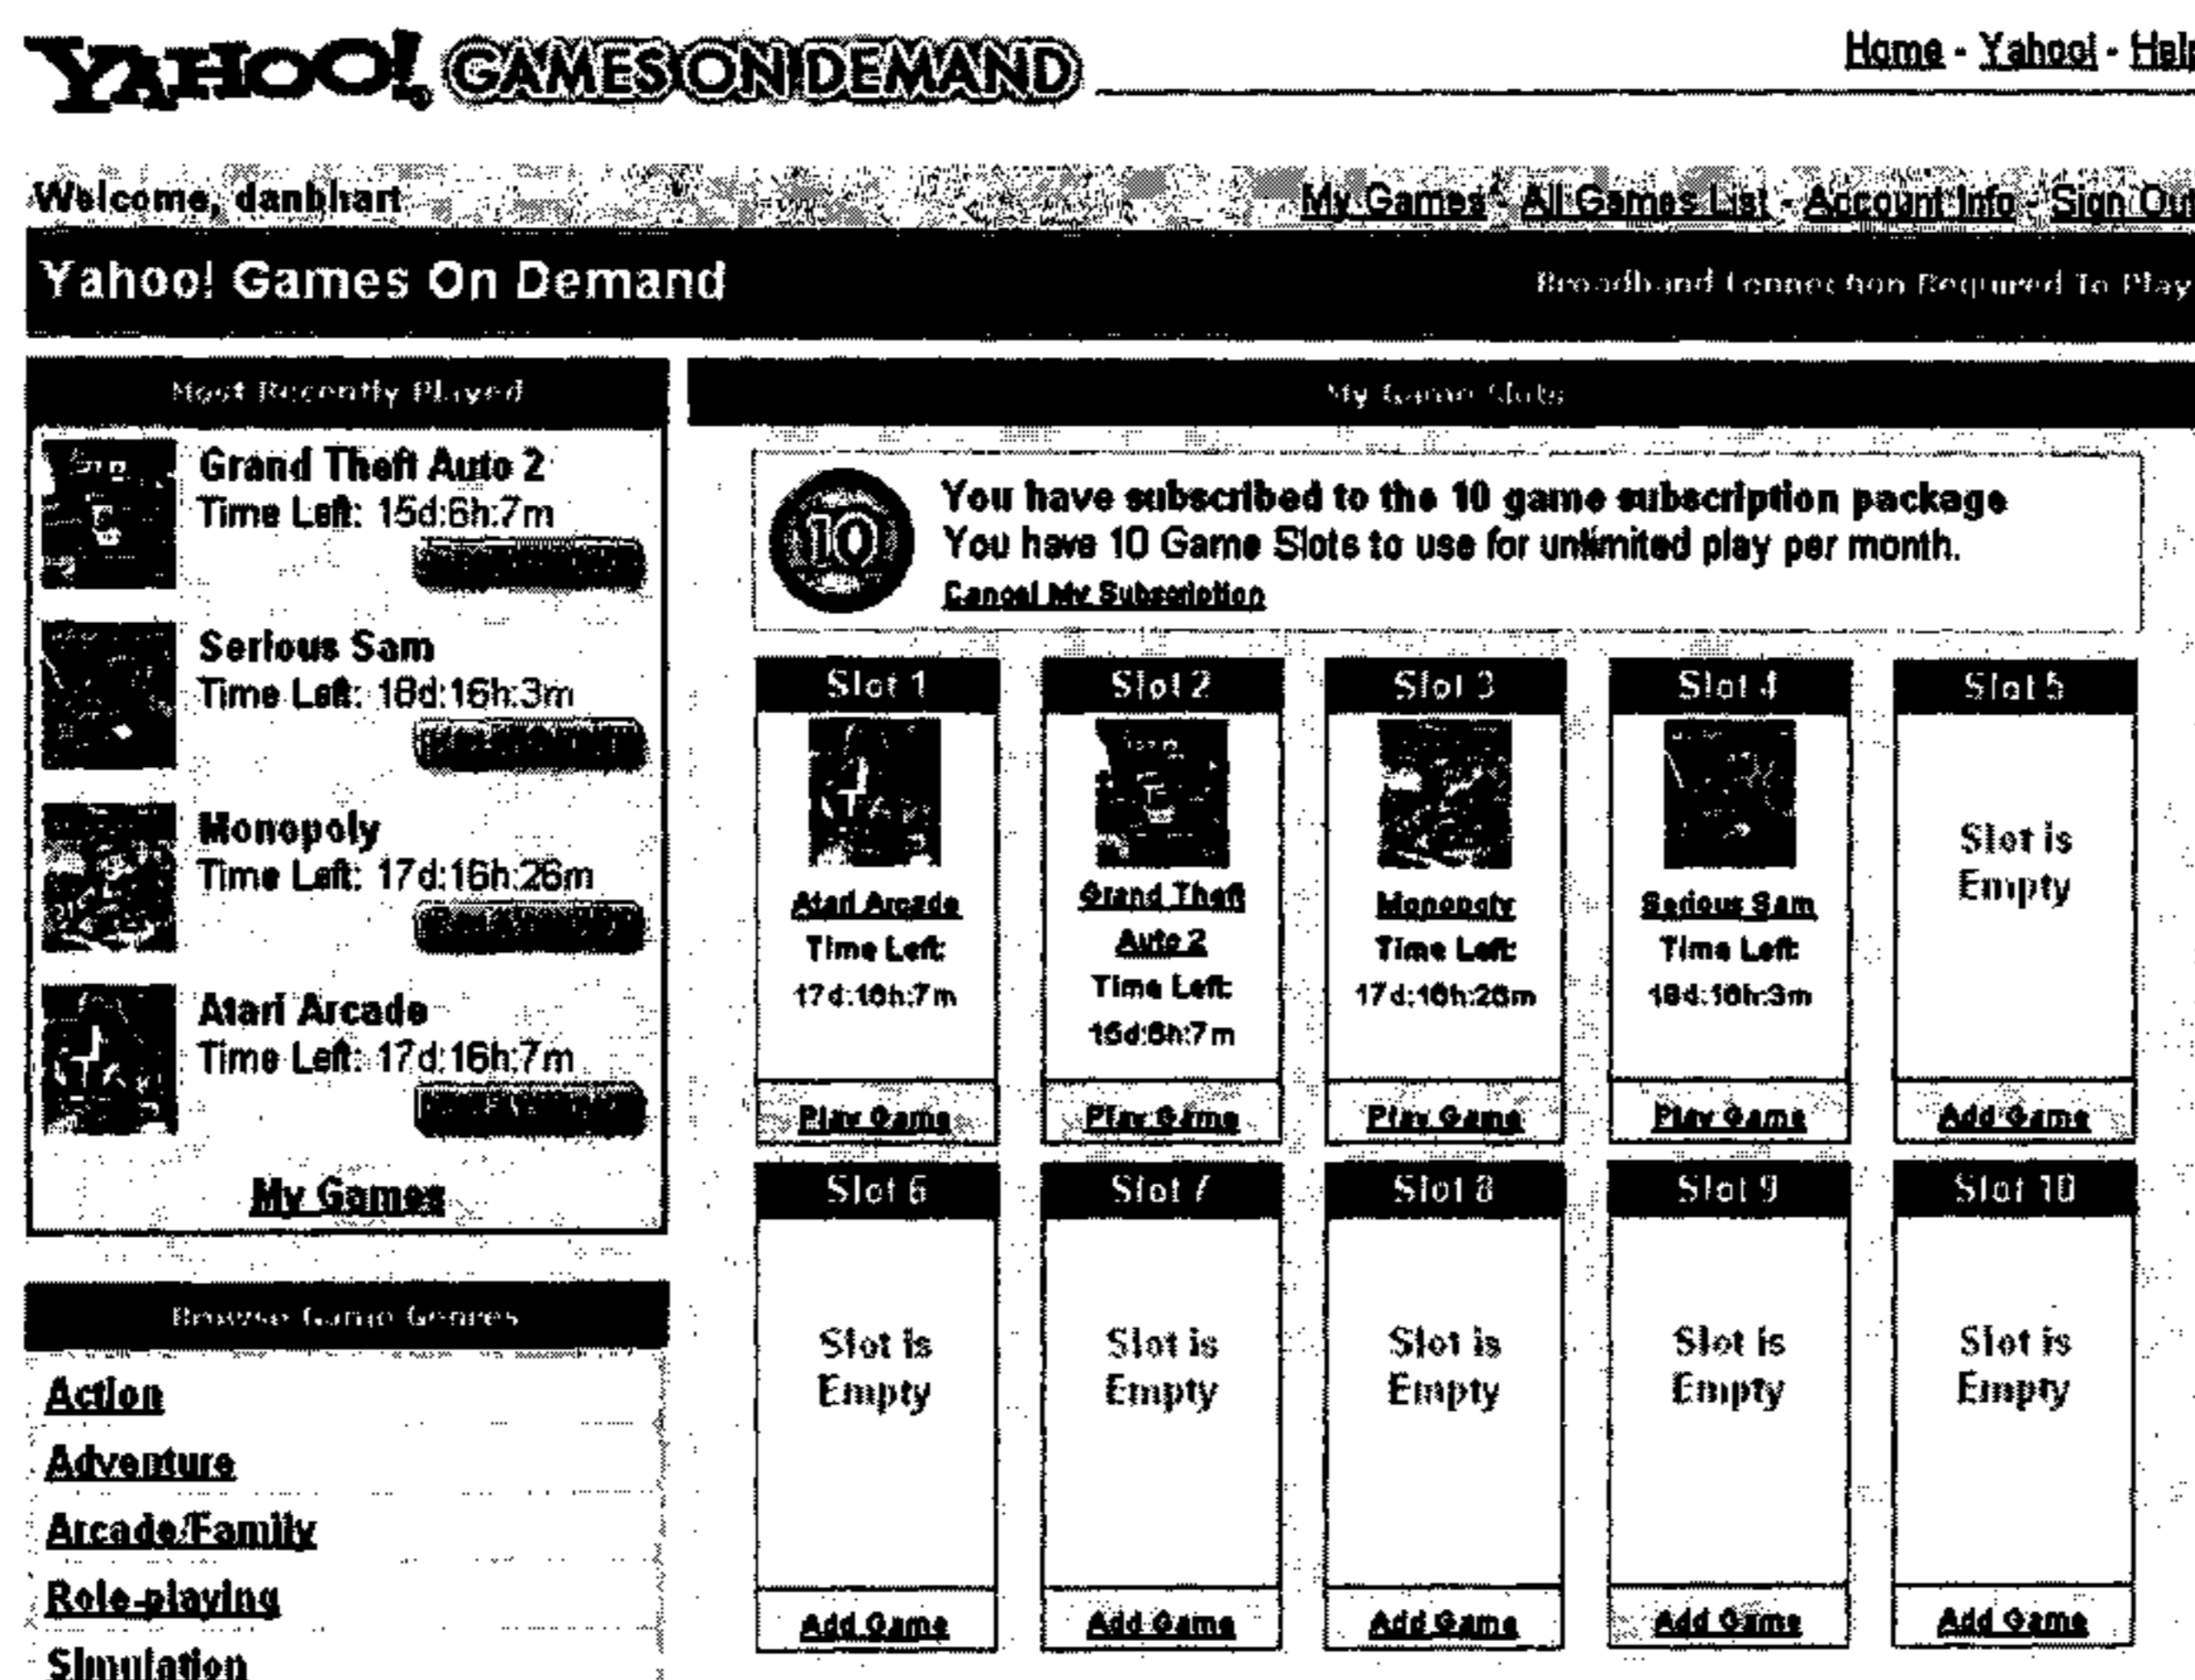 YAHOO! GAMES ON DEMAND
Home - Yahoo! - Help
Welcome, danbhart
My Games - All Games List - Account Info - Sign Out
Yahoo! Games On Demand
Broadband Connection Required To Play
Most Recently Played
Grand Theft Auto 2
Time Left: 15d:6h:7m
Serious Sam
Time Left: 18d:16h:3m
Monopoly
Time Left: 17d:16h:26m
Atari Arcade
Time Left: 17d:16h:7m
My Games
Browse Game Genres
Action
Adventure
Arcade/Family
Role-playing
Simulation
My Game Slots
10
You have subscribed to the 10 game subscription package
You have 10 Game Slots to use for unlimited play per month.
Cancel My Subscription
Slot 1
Atari Arcade
Time Left:
17d:16h:7m
Play Game
Slot 2
Grand Theft
Auto 2
Time Left:
15d:6h:7m
Play Game
Slot 3
Monopoly
Time Left:
17d:16h:26m
Play Game
Slot 4
Serious Sam
Time Left:
18d:16h:3m
Play Game
Slot 5
Slot is
Empty
Add Game
Slot 6
Slot is
Empty
Add Game
Slot 7
Slot is
Empty
Add Game
Slot 8
Slot is
Empty
Add Game
Slot 9
Slot is
Empty
Add Game
Slot 10
Slot is
Empty
Add Game